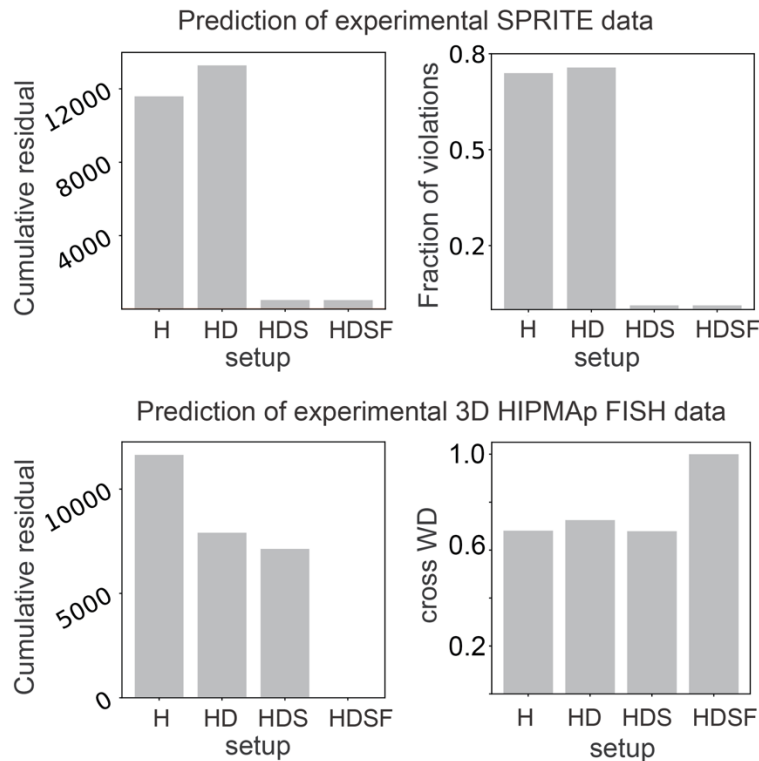 Prediction of experimental SPRITE data
Cumulative residual
12000
8000
4000
H HD HDS HDSF
setup
Fraction of violations
0.8
0.5
0.2
H HD HDS HDSF
setup
Prediction of experimental 3D HIPMAp FISH data
Cumulative residual
10000
5000
0
H HD HDS HDSF
setup
cross WD
1.0
0.6
0.2
H HD HDS HDSF
setup